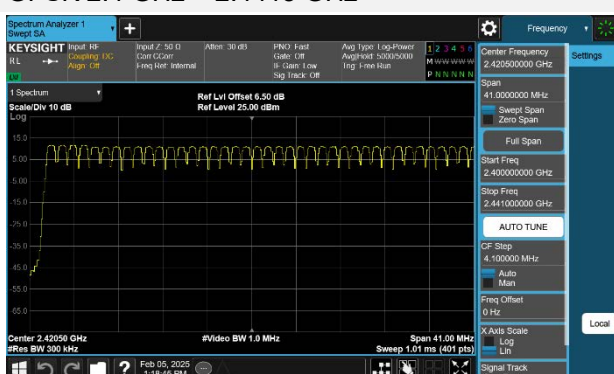 Spectrum Analyzer 1
Swept SA
Frequency
KEYSIGHT
RL
LW
Input: RF
Coupling: DC
Align: Off
Input Z: 50 Ω
Corr CCorr
Freq Ref: Internal
Atten: 30 dB
PNO: Fast
Gate: Off
IF Gain: Low
Sig Track: Off
Avg Type: Log-Power
Avg|Hold: 5000/5000
Trig: Free Run
1 2 3 4 5 6
M W W W W W
P N N N N N
Settings
Center Frequency
2.420500000 GHz
Span
41.0000000 MHz
Swept Span
Zero Span
Full Span
Start Freq
2.400000000 GHz
Stop Freq
2.441000000 GHz
AUTO TUNE
CF Step
4.100000 MHz
Auto
Man
Freq Offset
0 Hz
X Axis Scale
Log
Lin
Signal Track
Local
1 Spectrum
Scale/Div 10 dB
Log
Ref Lvl Offset 6.50 dB
Ref Level 25.00 dBm
15.0
5.00
-5.00
-15.0
-25.0
-35.0
-45.0
-55.0
-65.0
Center 2.42050 GHz
#Res BW 300 kHz
#Video BW 1.0 MHz
Span 41.00 MHz
Sweep 1.01 ms (401 pts)
Feb 05, 2025